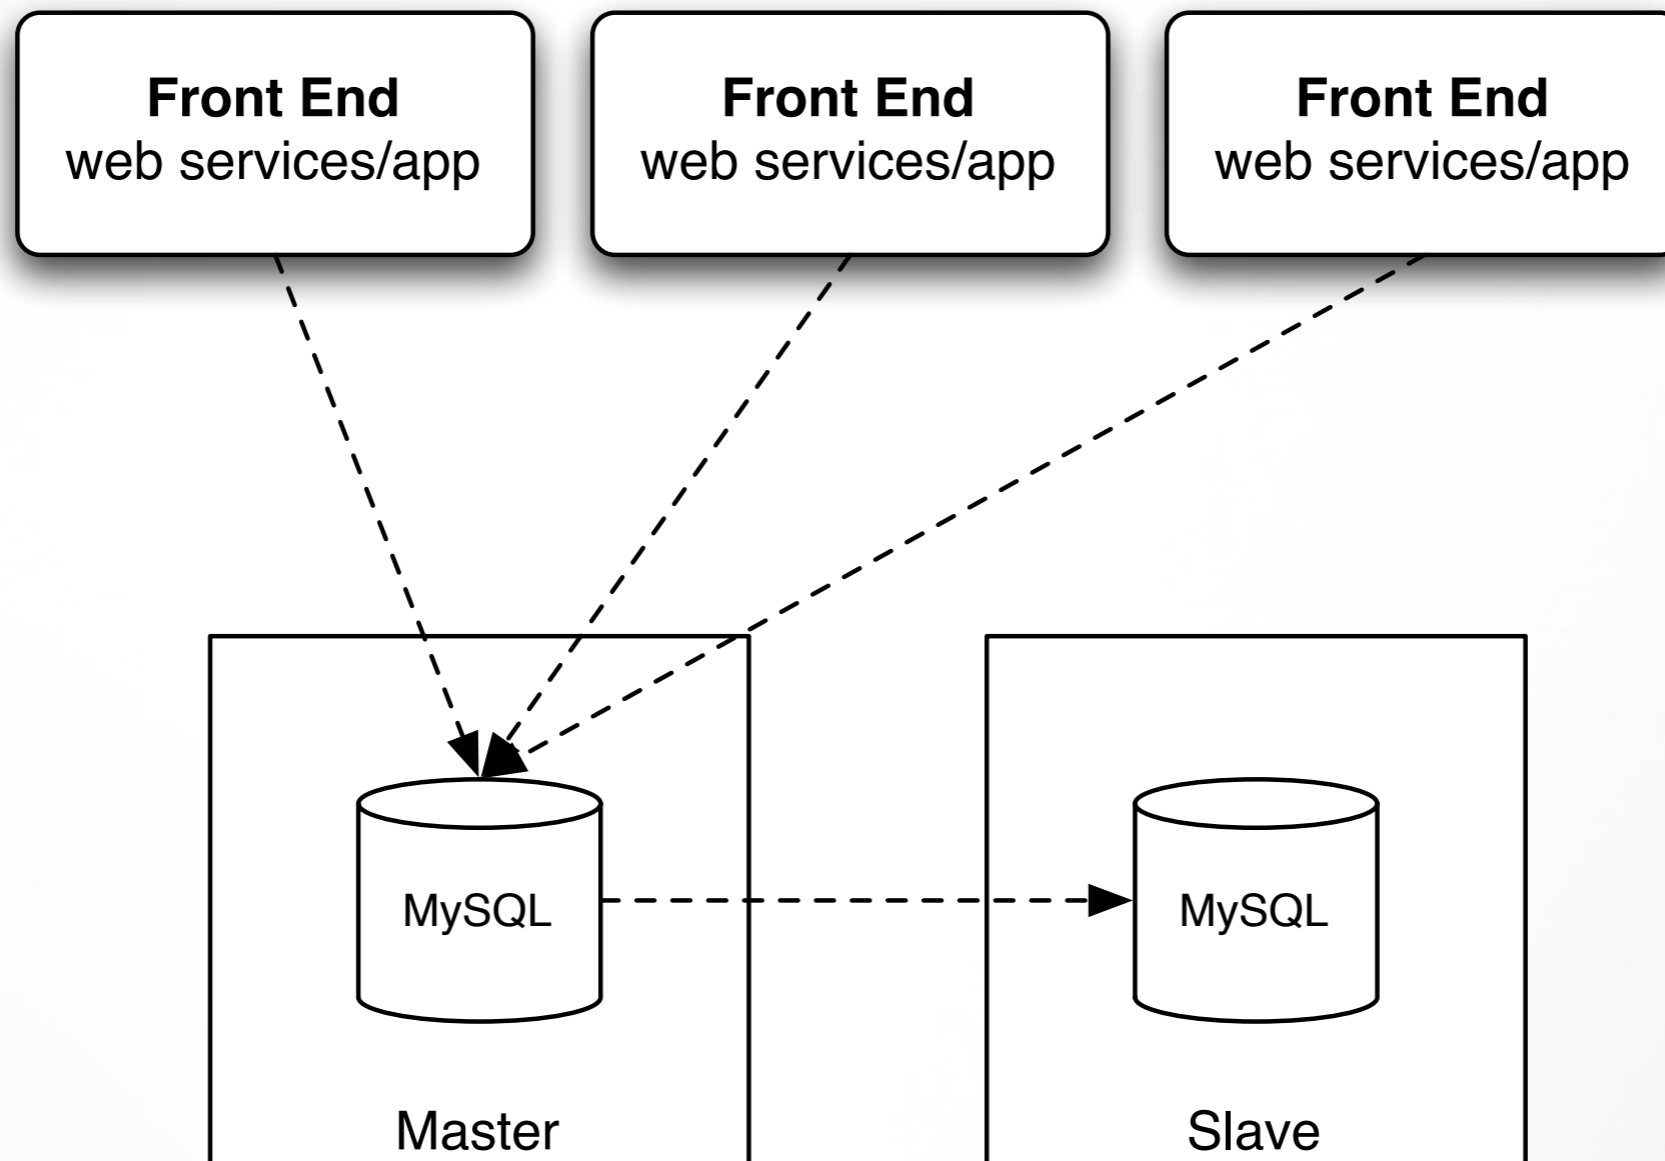 Front End
web services/app
Front End
web services/app
Front End
web services/app
MySQL
MySQL
Master
Slave